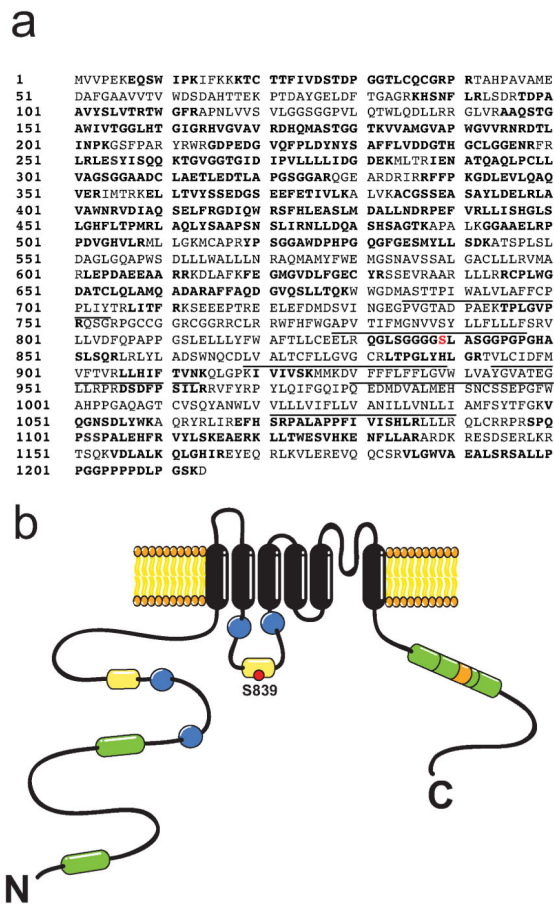 a
1 MVVPEKEQSW IPKIFKKKTC TTFIVDSTDP GGTLCQCGRP RTAHPAVAME
51 DAFGAAVVTV WDSDAHTTEK PTDAYGELDF TGAGRKHSNF LRLSDRTDPA
101 AVYSLVTRTW GFRAPNLVVS VLGGSGGPVL QTWLQDLLRR GLVRAAQSTG
151 AWIVTGGLHT GIGRHVGVAV RDHQMASTGG TKVVAMGVAP WGVVRNRDTL
201 INPKGSFPAR YRWRGDPEDG VQFPLDYNYS AFFLVDDGTH GCLGGENRFR
251 LRLESYISQQ KTGVGGTGID IPVLLLLIDG DEKMLTRIEN ATQAQLPCLL
301 VAGSGGAADC LAETLEDTLA PGSGGARQGE ARDRIRRFFP KGDLEVLQAQ
351 VERIMTRKEL LTVYSSEDGS EEFETIVLKA LVKACGSSEA SAYLDELRLA
401 VAWNRVDIAQ SELFRGDIQW RSFHLEASLM DALLNDRPEF VRLLISHGLS
451 LGHFLTPMRL AQLYSAAPSN SLIRNLLDQA SHSAGTKAPA LKGGAAELRP
501 PDVGHVLRML LGKMCAPRYP SGGAWDPHPG QGFGESMYLL SDKATSPLSL
551 DAGLGQAPWS DLLLWALLLN RAQMAMYFWE MGSNAVSSAL GACLLLRVMA
601 RLEPDAEEAA RRKDLAFKFE GMGVDLFGEC YRSSEVRAAR LLLRRCPLWG
651 DATCLQLAMQ ADARAFFAQD GVQSLLTQKW WGDMASTTPI WALVLAFFCP
701 PLIYTRLITF RKSEEEPTRE ELEFDMDSVI NGEGPVGTAD PAEKTPLGVP
751 RQSGRPGCCG GRCGGRRCLR RWFHFWGAPV TIFMGNVVSY LLFLLLFSRV
801 LLVDFQPAPP GSLELLLYFW AFTLLCEELR QGLSGGGGSL ASGGPGPGHA
851 SLSQRLRLYL ADSWNQCDLV ALTCFLLGVG CRLTPGLYHL GRTVLCIDFM
901 VFTVRLLHIF TVNKQLGPKI VIVSKMMKDV FFFLFFLGVW LVAYGVATEG
951 LLRPRDSDFP SILRRVFYRP YLQIFGQIPQ EDMDVALMEH SNCSSEPGFW
1001 AHPPGAQAGT CVSQYANWLV VLLLVIFLLV ANILLVNLLI AMFSYTFGKV
1051 QGNSDLYWKA QRYRLIREFH SRPALAPPFI VISHLRLLLR QLCRRPRSPQ
1101 PSSPALEHFR VYLSKEAERK LLTWESVHKE NFLLARARDK RESDSERLKR
1151 TSQKVDLALK QLGHIREYEQ RLKVLEREVQ QCSRVLGWVA EALSRSALLP
1201 PGGPPPPDLP GSKD
b
S839
C
N